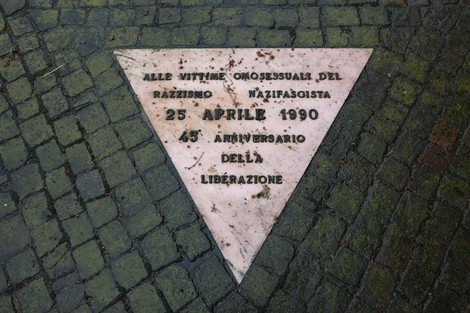 ALLE VITTIME OMOSESSUALI DEL
RAZZISMO NAZIFASCISTA
25 APRILE 1990
45 ANNIVERSARIO
DELLA
LIBERAZIONE